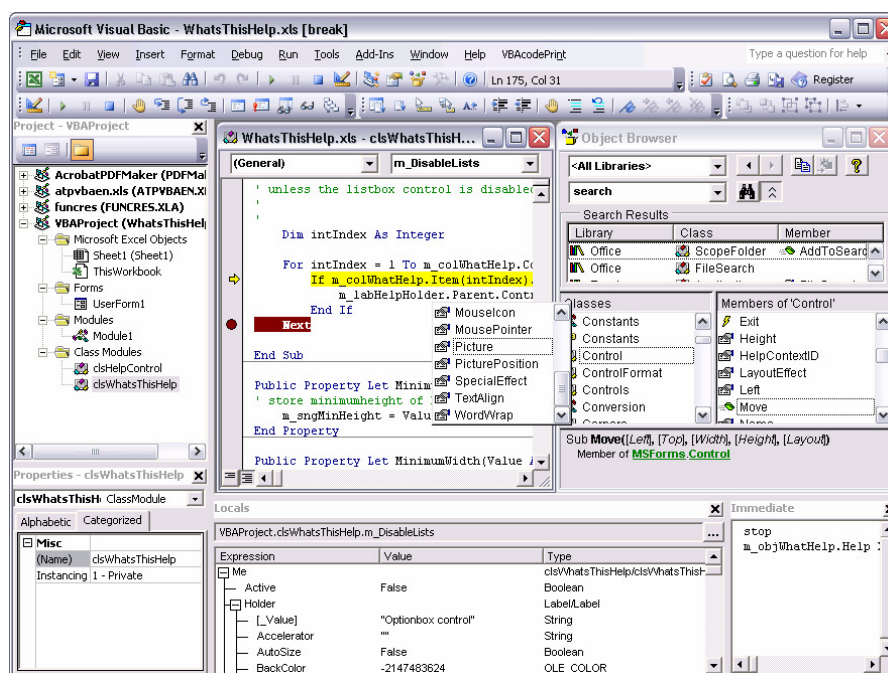 Microsoft Visual Basic - WhatsThisHelp.xls [break]
File Edit View Insert Format Debug Run Tools Add-Ins Window Help VBAcodePrint
Type a question for help
Ln 175, Col 31
Register
Project - VBAProject
AcrobatPDFMaker (PDFMal
atpvbaen.xls (ATPVBAEN.XI
funcres (FUNCRES.XLA)
VBAProject (WhatsThisHel
Microsoft Excel Objects
Sheet1 (Sheet1)
ThisWorkbook
Forms
UserForm1
Modules
Module1
Class Modules
clsHelpControl
clsWhatsThisHelp
Properties - clsWhatsThisHelp
clsWhatsThisH ClassModule
Alphabetic Categorized
Misc
(Name) clsWhatsThisHelp
Instancing 1 - Private
WhatsThisHelp.xls - clsWhatsThisH...
(General) m_DisableLists
' unless the listbox control is disabled
'
'
Dim intIndex As Integer
For intIndex = 1 To m_colWhatHelp.Co
If m_colWhatHelp.Item(intIndex).
m_labHelpHolder.Parent.Contr
End If
Next
End Sub
Public Property Let Minim
' store minimumheight of
m_sngMinHeight = Valu
End Property
Public Property Let MinimumWidth(Value A
MouseIcon
MousePointer
Picture
PicturePosition
SpecialEffect
TextAlign
WordWrap
Object Browser
<All Libraries>
search
Search Results
Library Class Member
Office ScopeFolder AddToSearc
Office FileSearch
Classes
Constants
Constants
Control
ControlFormat
Controls
Conversion
Members of 'Control'
Exit
Height
HelpContextID
LayoutEffect
Left
Move
Name
Sub Move([Left], [Top], [Width], [Height], [Layout])
Member of MSForms.Control
Locals
VBAProject.clsWhatsThisHelp.m_DisableLists
...
Expression Value Type
Me clsWhatsThisHelp/clsWhatsThisH
Active False Boolean
Holder Label/Label
[_Value] "Optionbox control" String
Accelerator "" String
AutoSize False Boolean
BackColor -2147483624 OLE_COLOR
Immediate
stop
m_objWhatHelp.Help